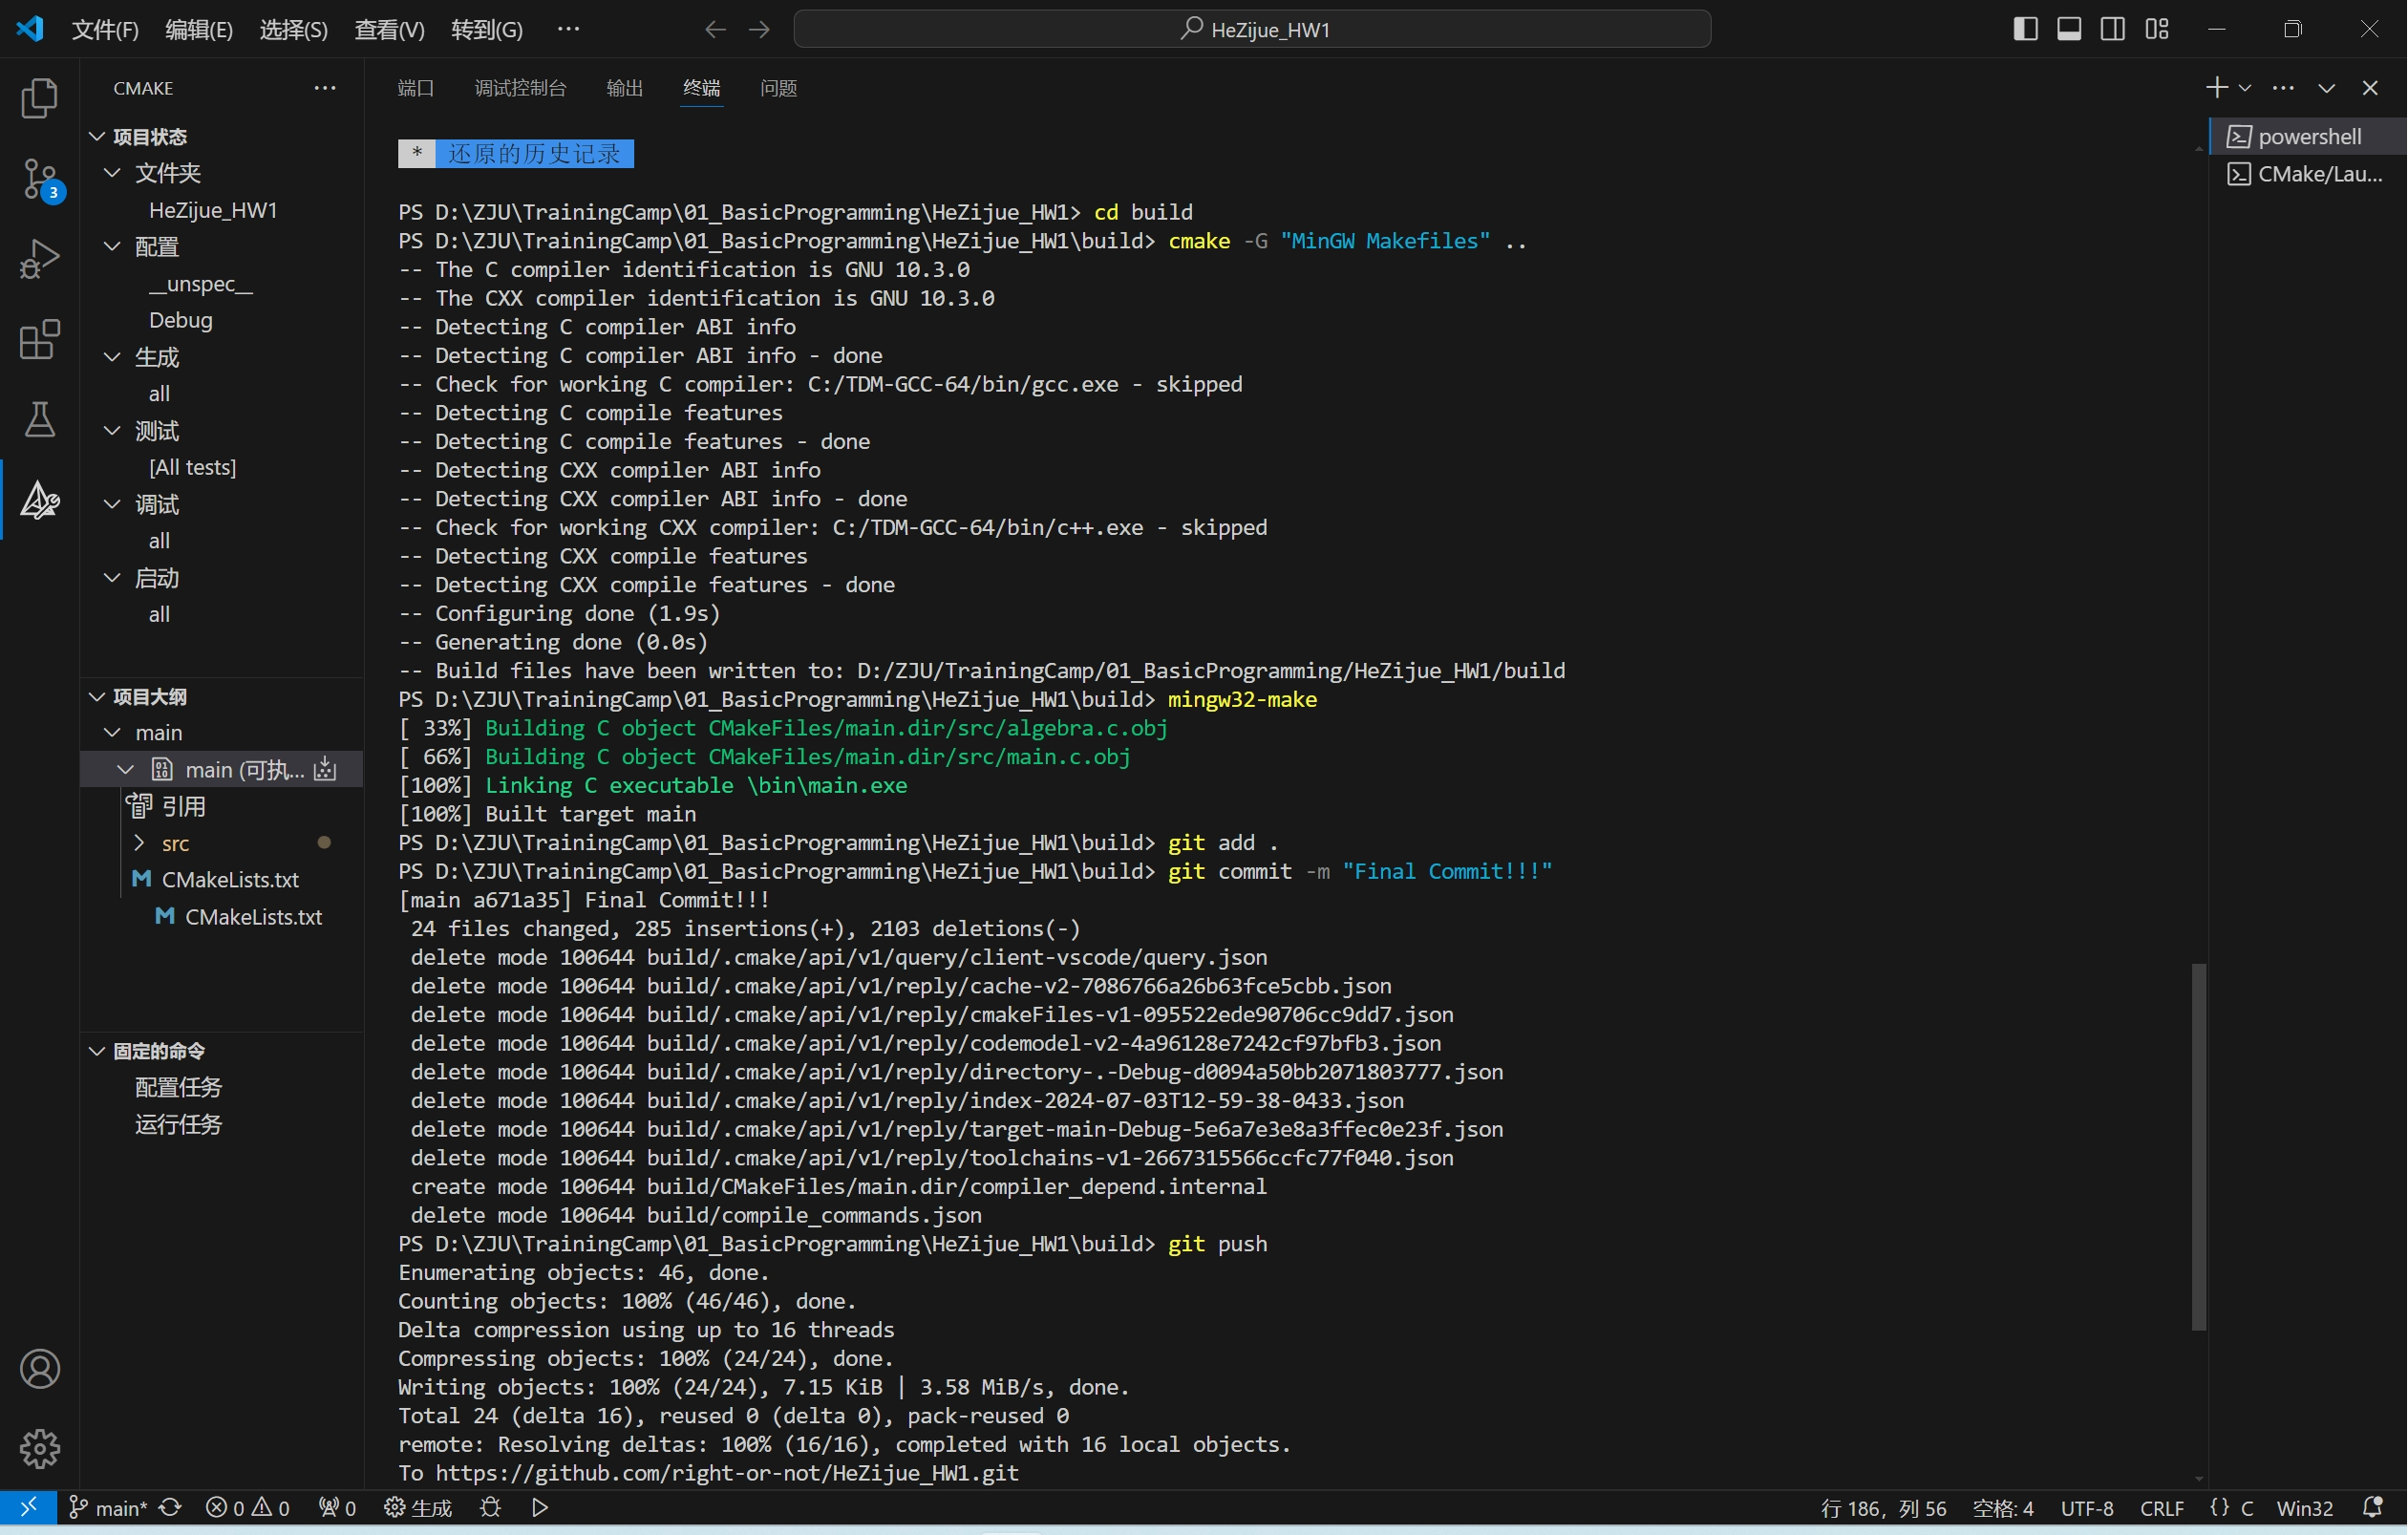 文件(F) 编辑(E) 选择(S) 查看(V) 转到(G) ··· HeZijue_HW1
CMAKE
项目状态
文件夹
HeZijue_HW1
配置
__unspec__
Debug
生成
all
测试
[All tests]
调试
all
启动
all
项目大纲
main
main (可执...
引用
src
M CMakeLists.txt
M CMakeLists.txt
固定的命令
配置任务
运行任务
3
端口 调试控制台 输出 终端 问题
* 还原的历史记录
PS D:\ZJU\TrainingCamp\01_BasicProgramming\HeZijue_HW1> cd build
PS D:\ZJU\TrainingCamp\01_BasicProgramming\HeZijue_HW1\build> cmake -G "MinGW Makefiles" ..
-- The C compiler identification is GNU 10.3.0
-- The CXX compiler identification is GNU 10.3.0
-- Detecting C compiler ABI info
-- Detecting C compiler ABI info - done
-- Check for working C compiler: C:/TDM-GCC-64/bin/gcc.exe - skipped
-- Detecting C compile features
-- Detecting C compile features - done
-- Detecting CXX compiler ABI info
-- Detecting CXX compiler ABI info - done
-- Check for working CXX compiler: C:/TDM-GCC-64/bin/c++.exe - skipped
-- Detecting CXX compile features
-- Detecting CXX compile features - done
-- Configuring done (1.9s)
-- Generating done (0.0s)
-- Build files have been written to: D:/ZJU/TrainingCamp/01_BasicProgramming/HeZijue_HW1/build
PS D:\ZJU\TrainingCamp\01_BasicProgramming\HeZijue_HW1\build> mingw32-make
[ 33%] Building C object CMakeFiles/main.dir/src/algebra.c.obj
[ 66%] Building C object CMakeFiles/main.dir/src/main.c.obj
[100%] Linking C executable \bin\main.exe
[100%] Built target main
PS D:\ZJU\TrainingCamp\01_BasicProgramming\HeZijue_HW1\build> git add .
PS D:\ZJU\TrainingCamp\01_BasicProgramming\HeZijue_HW1\build> git commit -m "Final Commit!!!"
[main a671a35] Final Commit!!!
24 files changed, 285 insertions(+), 2103 deletions(-)
delete mode 100644 build/.cmake/api/v1/query/client-vscode/query.json
delete mode 100644 build/.cmake/api/v1/reply/cache-v2-7086766a26b63fce5cbb.json
delete mode 100644 build/.cmake/api/v1/reply/cmakeFiles-v1-095522ede90706cc9dd7.json
delete mode 100644 build/.cmake/api/v1/reply/codemodel-v2-4a96128e7242cf97bfb3.json
delete mode 100644 build/.cmake/api/v1/reply/directory-.-Debug-d0094a50bb2071803777.json
delete mode 100644 build/.cmake/api/v1/reply/index-2024-07-03T12-59-38-0433.json
delete mode 100644 build/.cmake/api/v1/reply/target-main-Debug-5e6a7e3e8a3ffec0e23f.json
delete mode 100644 build/.cmake/api/v1/reply/toolchains-v1-2667315566ccfc77f040.json
create mode 100644 build/CMakeFiles/main.dir/compiler_depend.internal
delete mode 100644 build/compile_commands.json
PS D:\ZJU\TrainingCamp\01_BasicProgramming\HeZijue_HW1\build> git push
Enumerating objects: 46, done.
Counting objects: 100% (46/46), done.
Delta compression using up to 16 threads
Compressing objects: 100% (24/24), done.
Writing objects: 100% (24/24), 7.15 KiB | 3.58 MiB/s, done.
Total 24 (delta 16), reused 0 (delta 0), pack-reused 0
remote: Resolving deltas: 100% (16/16), completed with 16 local objects.
To https://github.com/right-or-not/HeZijue_HW1.git
powershell
CMake/Lau...
main* 0 0 0 生成 行 186, 列 56 空格: 4 UTF-8 CRLF {} C Win32